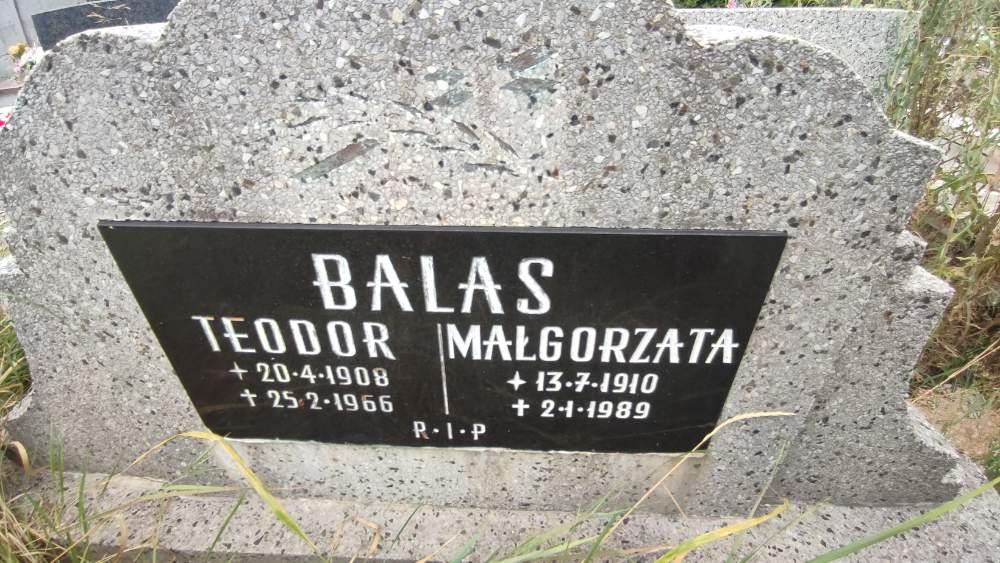 BALAS
TEODOR
+ 20·4·1908
+ 25·2·1966
MAŁGORZATA
+ 13·7·1910
+ 2·1·1989
R·I·P